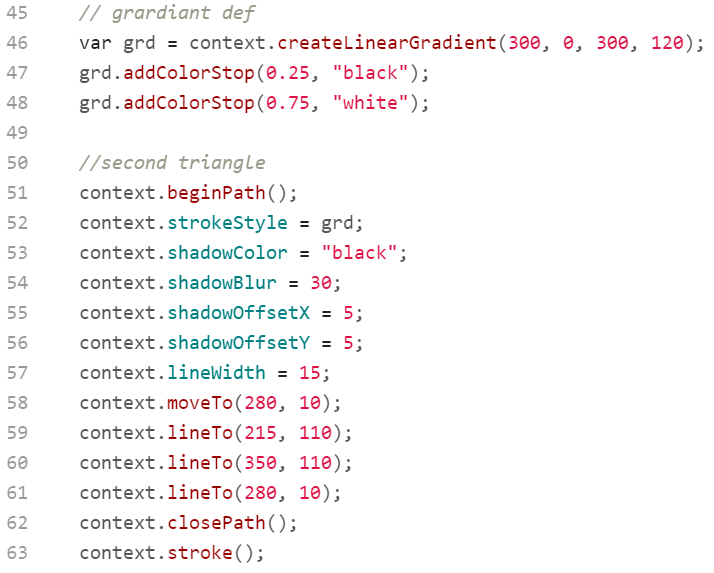 45 // grardiant def
46 var grd = context.createLinearGradient(300, 0, 300, 120);
47 grd.addColorStop(0.25, "black");
48 grd.addColorStop(0.75, "white");
49
50 //second triangle
51 context.beginPath();
52 context.strokeStyle = grd;
53 context.shadowColor = "black";
54 context.shadowBlur = 30;
55 context.shadowOffsetX = 5;
56 context.shadowOffsetY = 5;
57 context.lineWidth = 15;
58 context.moveTo(280, 10);
59 context.lineTo(215, 110);
60 context.lineTo(350, 110);
61 context.lineTo(280, 10);
62 context.closePath();
63 context.stroke();